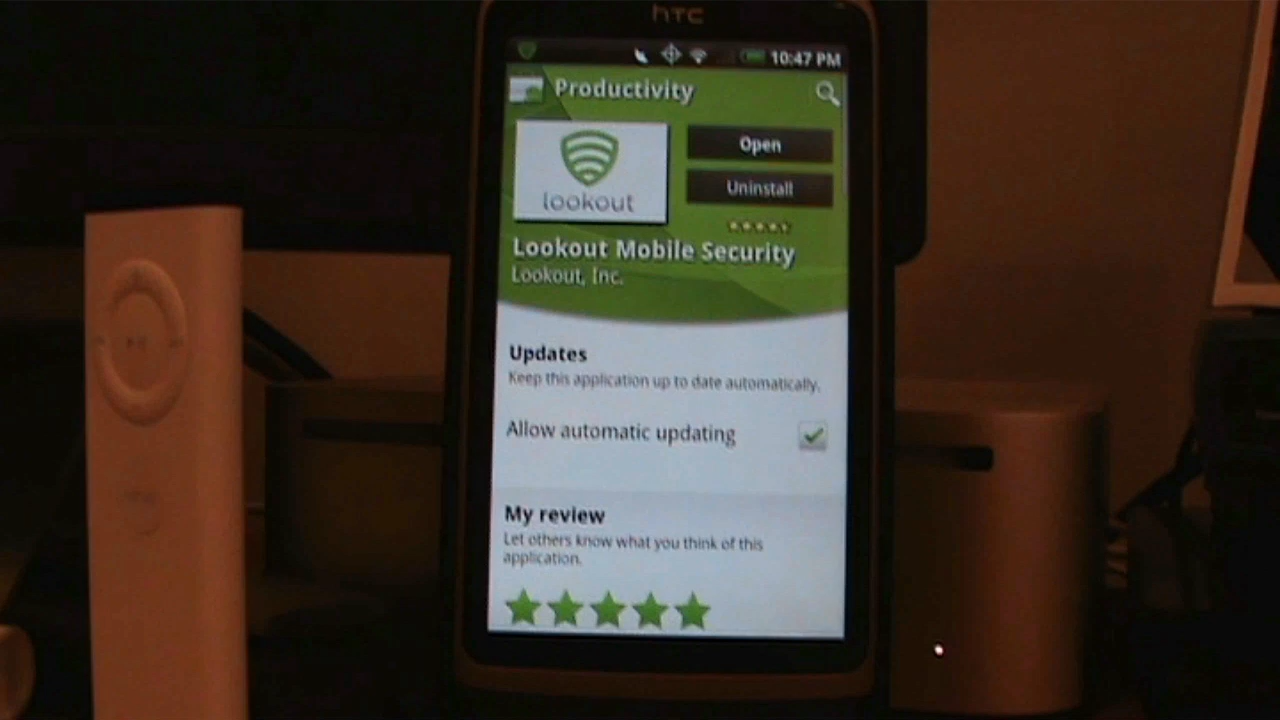 hTC
10:47 PM
Productivity
lookout
Open
Uninstall
Lookout Mobile Security
Lookout, Inc.
Updates
Keep this application up to date automatically.
Allow automatic updating
My review
Let others know what you think of this
application.